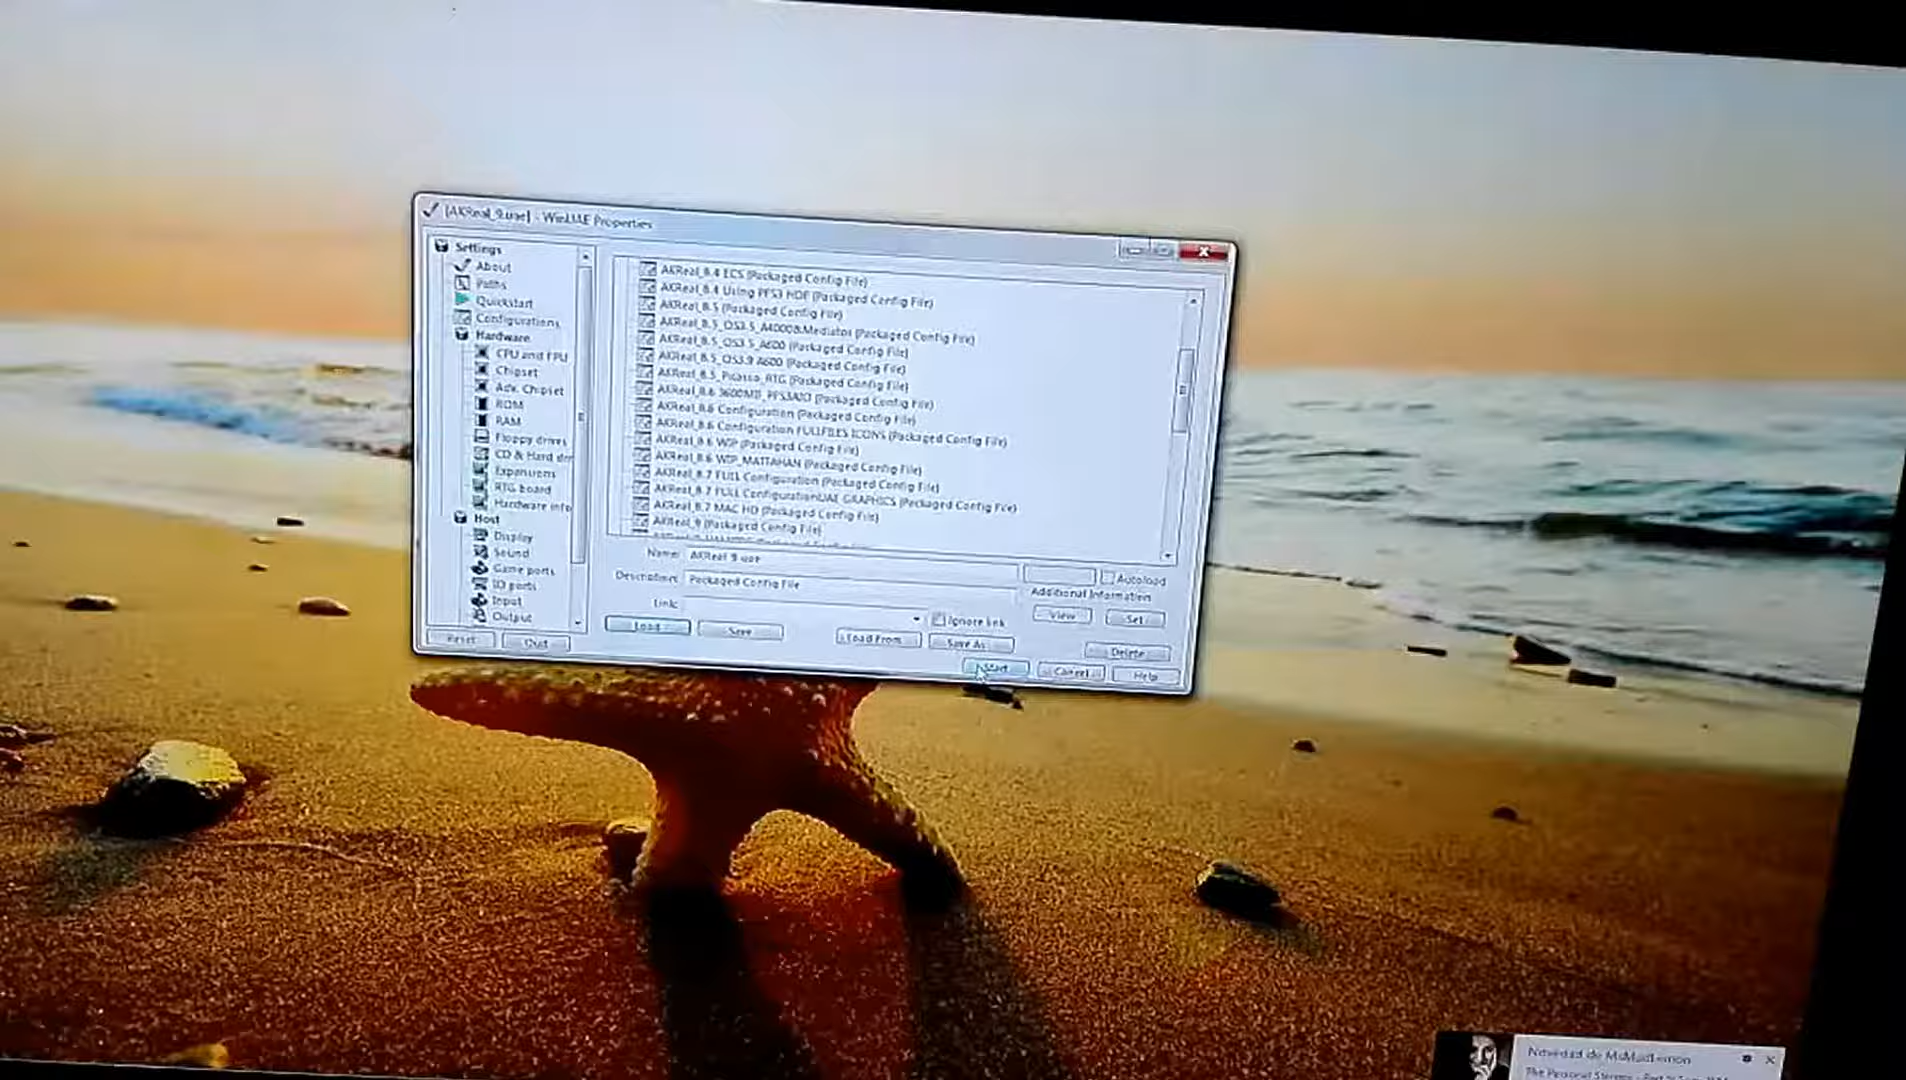 [AKReal_9.uae] - WinUAE Properties
Settings
About
Paths
Quickstart
Configurations
Hardware
CPU and FPU
Chipset
Adv. Chipset
ROM
RAM
Floppy drives
CD & Hard dri
Expansions
RTG board
Hardware info
Host
Display
Sound
Game ports
IO ports
Input
Output
Reset
Quit
AKReal_8.4 ECS (Packaged Config File)
AKReal_8.4 Using PFS3 HDF (Packaged Config File)
AKReal_8.5 (Packaged Config File)
AKReal_8.5_OS3.5_A4000&Mediator (Packaged Config File)
AKReal_8.5_OS3.5_A600 (Packaged Config File)
AKReal_8.5_OS3.9 A600 (Packaged Config File)
AKReal_8.5_Picasso_RTG (Packaged Config File)
AKReal_8.6 3600MB_PFS3AIO (Packaged Config File)
AKReal_8.6 Configuration (Packaged Config File)
AKReal_8.6 Configuration FULLFILES ICONS (Packaged Config File)
AKReal_8.6 WIP (Packaged Config File)
AKReal_8.6 WIP_MATTAHAN (Packaged Config File)
AKReal_8.7 FULL Configuration (Packaged Config File)
AKReal_8.7 FULL ConfigurationUAE GRAPHICS (Packaged Config File)
AKReal_8.7 MAC HD (Packaged Config File)
AKReal_9 (Packaged Config File)
Name: AKReal_9.uae
Autoload
Description: Packaged Config File
Additional Information
Link:
Ignore link
View
Set
Load
Save
Load From
Save As
Delete
Start
Cancel
Help
Novedad de
The Personal